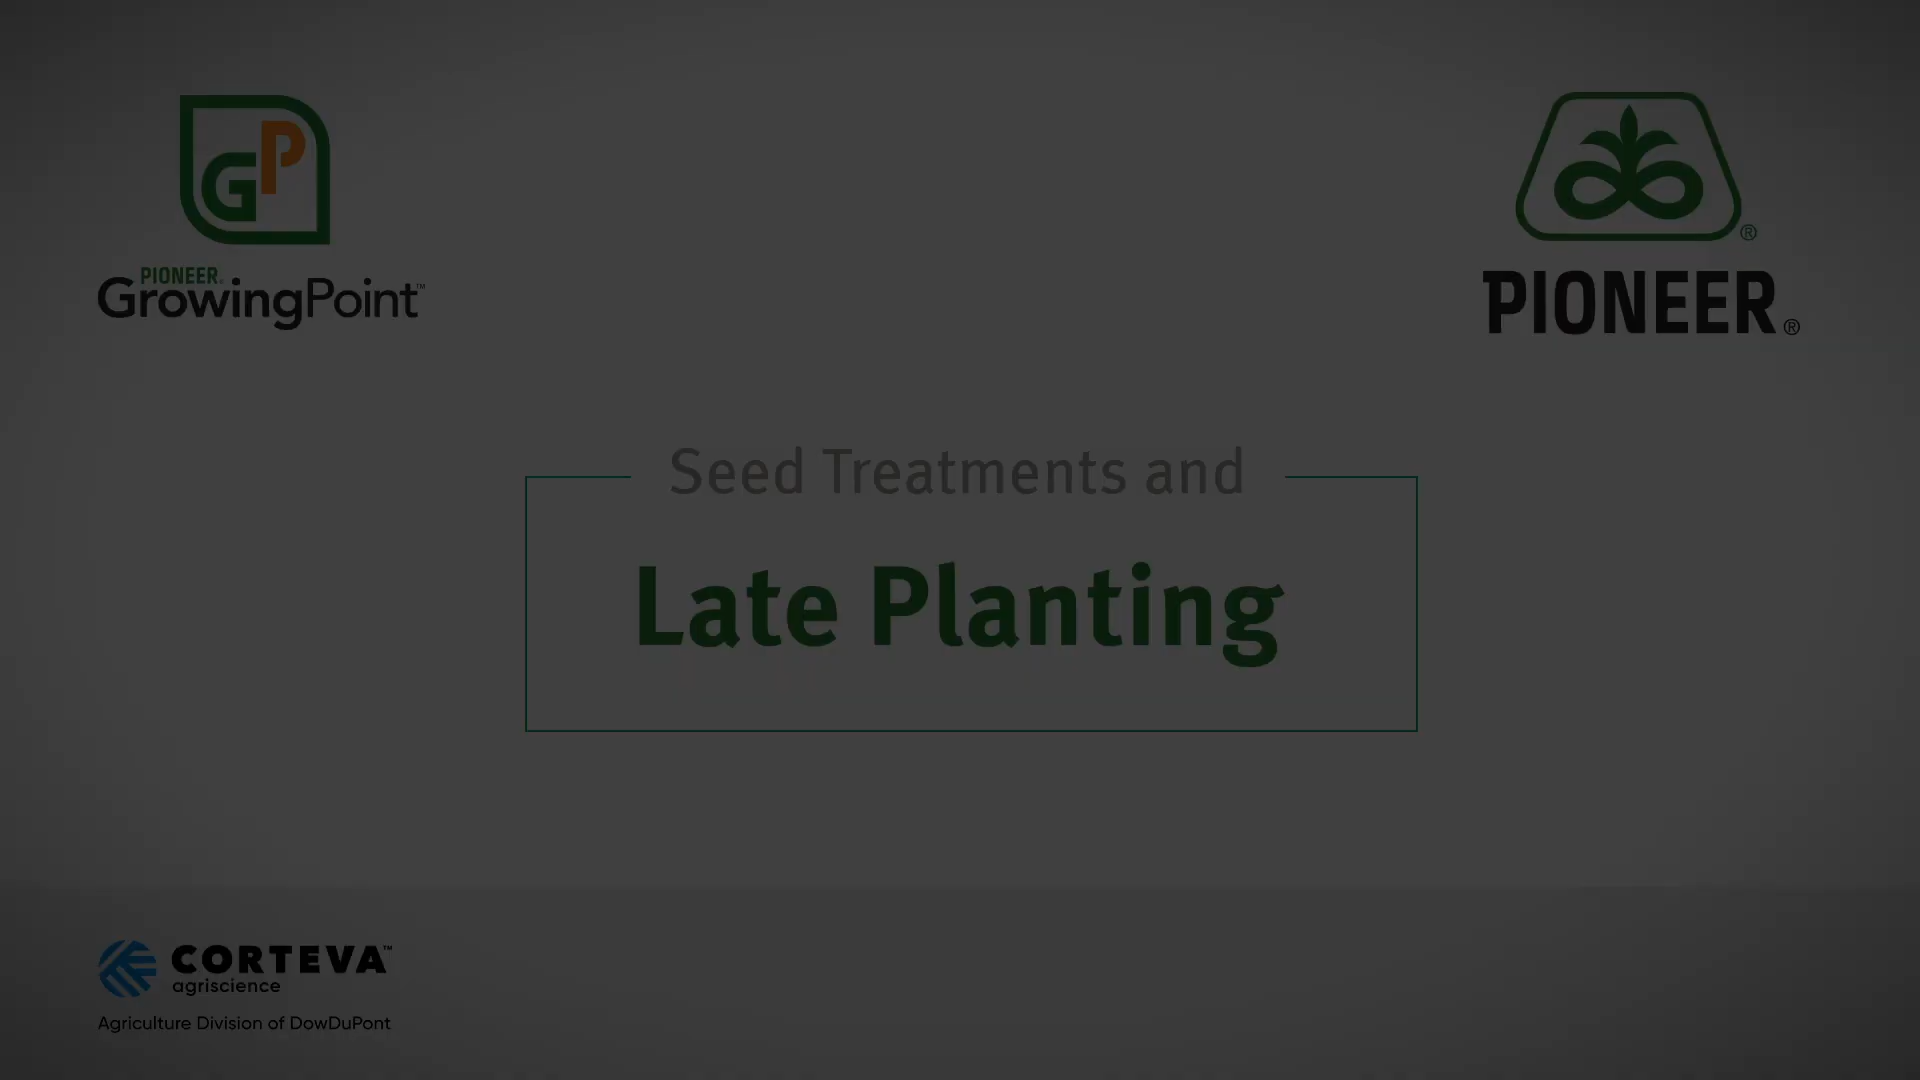 GP
PIONEER®
GrowingPoint™
®
PIONEER®
Seed Treatments and
Late Planting
CORTEVA™
agriscience
Agriculture Division of DowDuPont